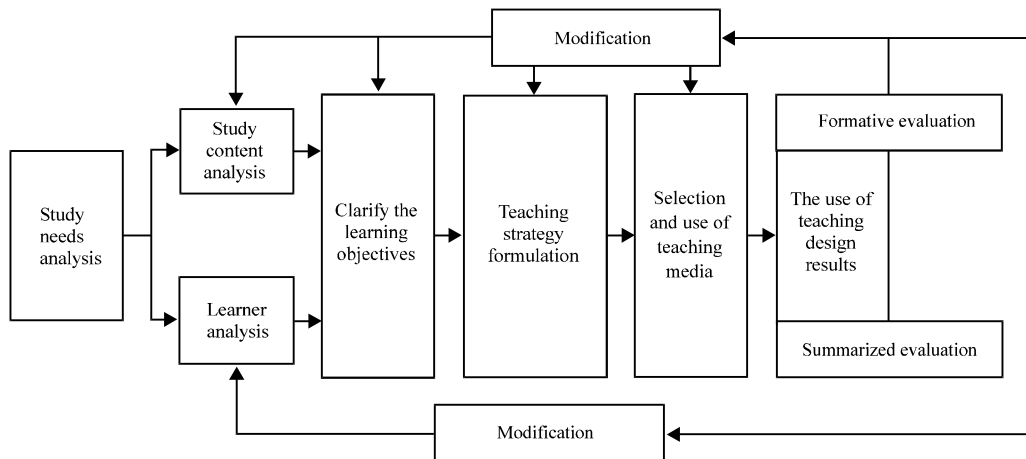 Modification
Study
content
analysis
Formative evaluation
Study
needs
analysis
Clarify the
learning
objectives
Teaching
strategy
formulation
Selection
and use of
teaching
media
The use of
teaching
design
results
Learner
analysis
Summarized evaluation
Modification